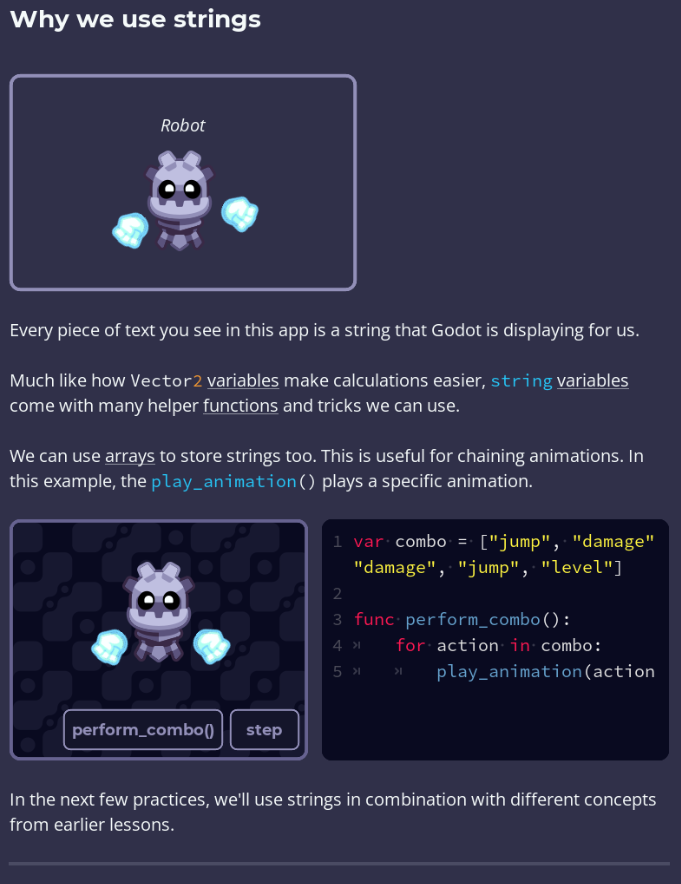 Why we use strings
Robot
Every piece of text you see in this app is a string that Godot is displaying for us.
Much like how Vector2 variables make calculations easier, string variables
come with many helper functions and tricks we can use.
We can use arrays to store strings too. This is useful for chaining animations. In
this example, the play_animation() plays a specific animation.
perform_combo()
step
1 var combo = ["jump", "damage"
"damage", "jump", "level"]
2
3 func perform_combo():
4 for action in combo:
5 play_animation(action
In the next few practices, we'll use strings in combination with different concepts
from earlier lessons.